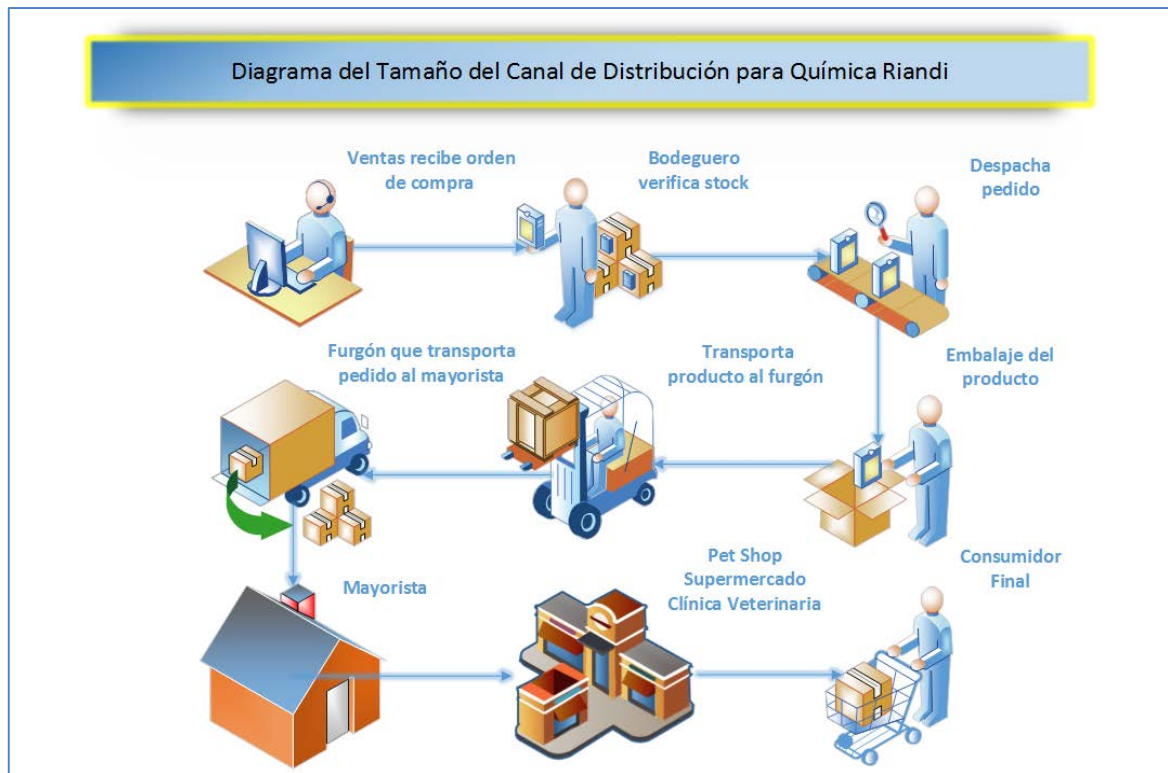 Diagrama del Tamaño del Canal de Distribución para Química Riandi
Ventas recibe orden
de compra
Bodeguero
verifica stock
Despacha
pedido
Furgón que transporta
pedido al mayorista
Transporta
producto al furgón
Embalaje del
producto
Mayorista
Pet Shop
Supermercado
Clínica Veterinaria
Consumidor
Final